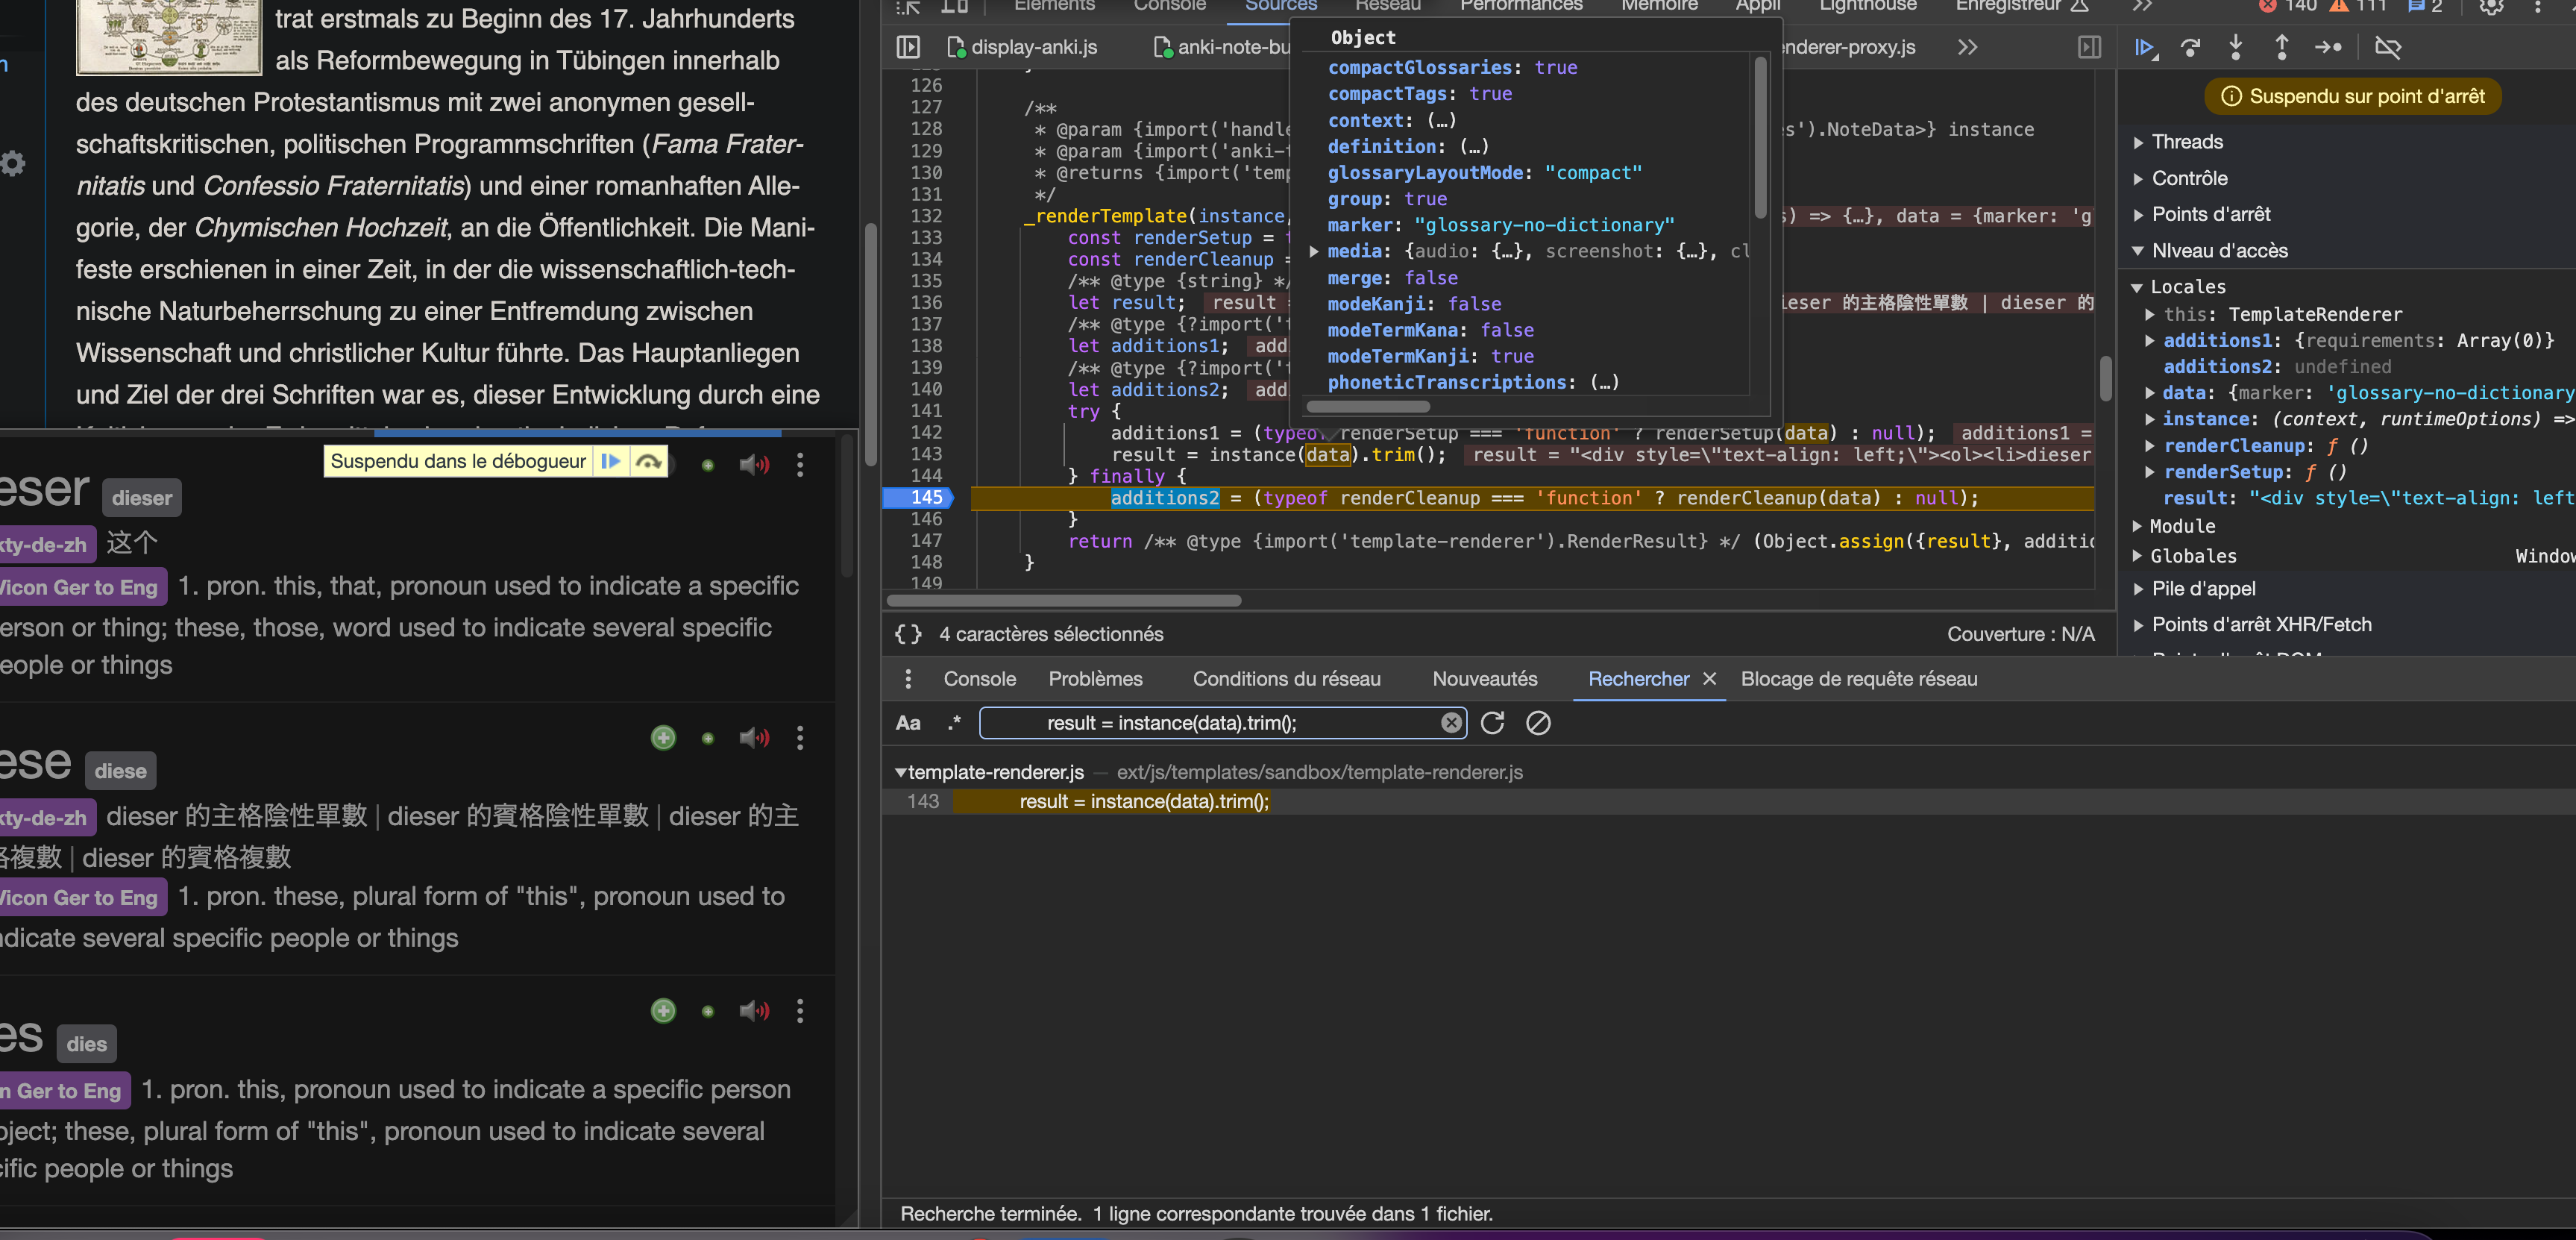 trat erstmals zu Beginn des 17. Jahrhunderts
als Reformbewegung in Tübingen innerhalb
des deutschen Protestantismus mit zwei anonymen gesell-
schaftskritischen, politischen Programmschriften (Fama Frater-
nitatis und Confessio Fraternitatis) und einer romanhaften Alle-
gorie, der Chymischen Hochzeit, an die Öffentlichkeit. Die Mani-
feste erschienen in einer Zeit, in der die wissenschaftlich-tech-
nische Naturbeherrschung zu einer Entfremdung zwischen
Wissenschaft und christlicher Kultur führte. Das Hauptanliegen
und Ziel der drei Schriften war es, dieser Entwicklung durch eine
Suspendu dans le débogueur
eser dieser
kty-de-zh 这个
Vicon Ger to Eng 1. pron. this, that, pronoun used to indicate a specific
erson or thing; these, those, word used to indicate several specific
eople or things
ese diese
kty-de-zh dieser 的主格陰性單數 | dieser 的賓格陰性單數 | dieser 的主
格複數 | dieser 的賓格複數
Vicon Ger to Eng 1. pron. these, plural form of "this", pronoun used to
ndicate several specific people or things
es dies
n Ger to Eng 1. pron. this, pronoun used to indicate a specific person
bject; these, plural form of "this", pronoun used to indicate several
cific people or things
Elements Console Sources Réseau Performances Mémoire Appli Lighthouse Enregistreur 140 111 2
display-anki.js anki-note-bu enderer-proxy.js
126
127 /**
128 * @param {import('handle s').NoteData>} instance
129 * @param {import('anki-t
130 * @returns {import('temp
131 */
132 _renderTemplate(instance, s) => {…}, data = {marker: 'g
133 const renderSetup = t
134 const renderCleanup =
135 /** @type {string} */
136 let result; result = ieser 的主格陰性單數 | dieser 的
137 /** @type {?import('t
138 let additions1; add
139 /** @type {?import('t
140 let additions2; add
141 try {
142 additions1 = (typeof renderSetup === 'function' ? renderSetup(data) : null); additions1 =
143 result = instance(data).trim(); result = "<div style=\"text-align: left;\"><ol><li>dieser
144 } finally {
145 additions2 = (typeof renderCleanup === 'function' ? renderCleanup(data) : null);
146 }
147 return /** @type {import('template-renderer').RenderResult} */ (Object.assign({result}, additio
148 }
149
Object
compactGlossaries: true
compactTags: true
context: (…)
definition: (…)
glossaryLayoutMode: "compact"
group: true
marker: "glossary-no-dictionary"
media: {audio: {…}, screenshot: {…}, cl
merge: false
modeKanji: false
modeTermKana: false
modeTermKanji: true
phoneticTranscriptions: (…)
{ } 4 caractères sélectionnés Couverture : N/A
Console Problèmes Conditions du réseau Nouveautés Rechercher Blocage de requête réseau
Aa .* result = instance(data).trim();
template-renderer.js — ext/js/templates/sandbox/template-renderer.js
143 result = instance(data).trim();
Recherche terminée. 1 ligne correspondante trouvée dans 1 fichier.
Suspendu sur point d'arrêt
Threads
Contrôle
Points d'arrêt
NIveau d'accès
Locales
this: TemplateRenderer
additions1: {requirements: Array(0)}
additions2: undefined
data: {marker: 'glossary-no-dictionary
instance: (context, runtimeOptions) =>
renderCleanup: ƒ ()
renderSetup: ƒ ()
result: "<div style=\"text-align: left
Module
Globales Window
Pile d'appel
Points d'arrêt XHR/Fetch